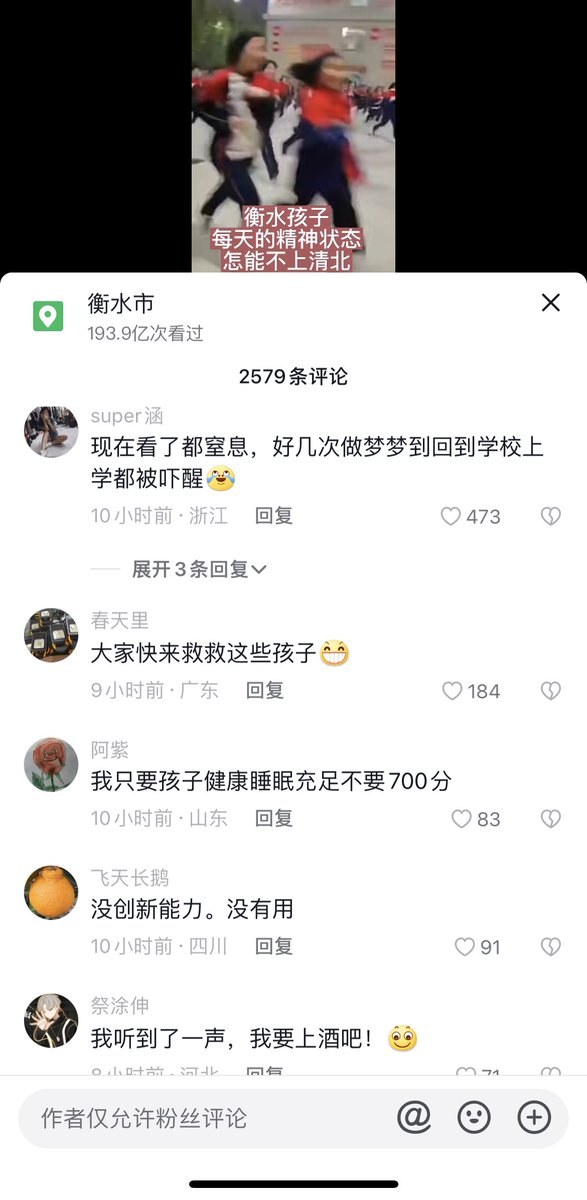 衡水孩子
每天的精神状态
怎能不上清北
衡水市
193.9亿次看过
2579条评论
super涵
现在看了都窒息，好几次做梦梦到回到学校上
学都被吓醒😂
10小时前·浙江 回复 473
展开3条回复
春天里
大家快来救救这些孩子😁
9小时前·广东 回复 184
阿紫
我只要孩子健康睡眠充足不要700分
10小时前·山东 回复 83
飞天长鹅
没创新能力。没有用
10小时前·四川 回复 91
祭涂伸
我听到了一声，我要上酒吧！🙂
8小时前·河北 回复 71
作者仅允许粉丝评论